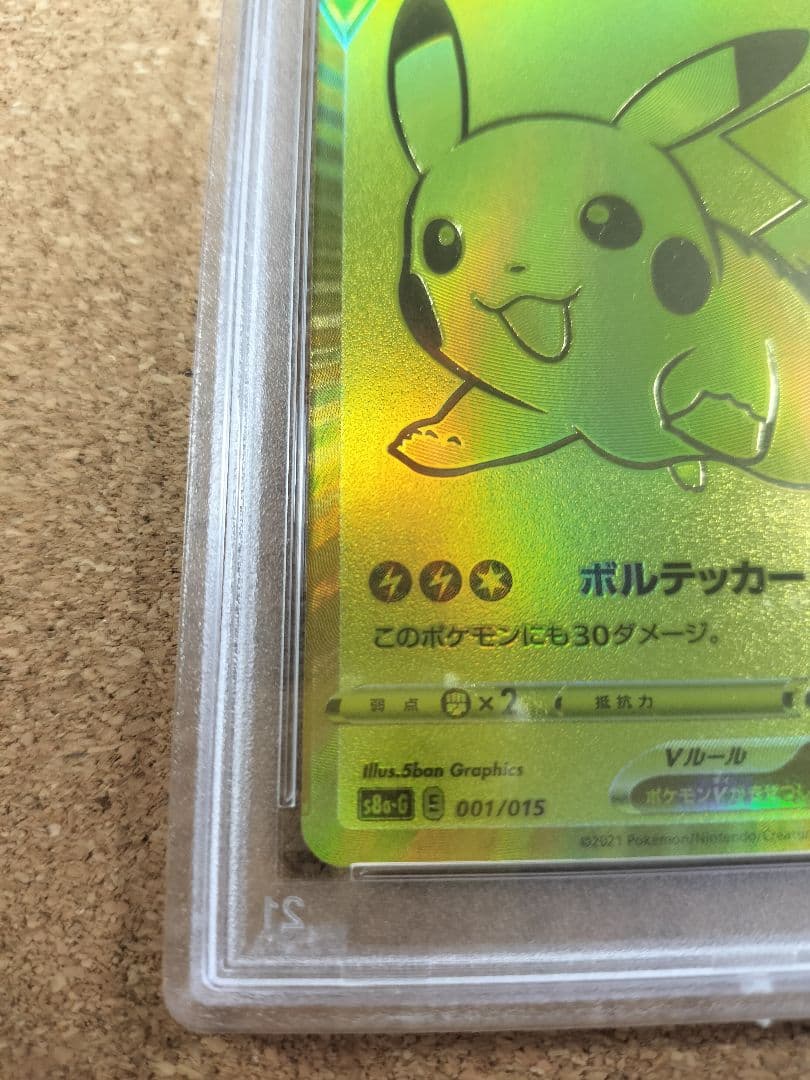 ボルテッカー
このポケモンにも30ダメージ。
弱点 ×2 抵抗力
Vルール
Illus.5ban Graphics
s8a-G E 001/015
©2021 Pokémon/Nintendo/Crea
21